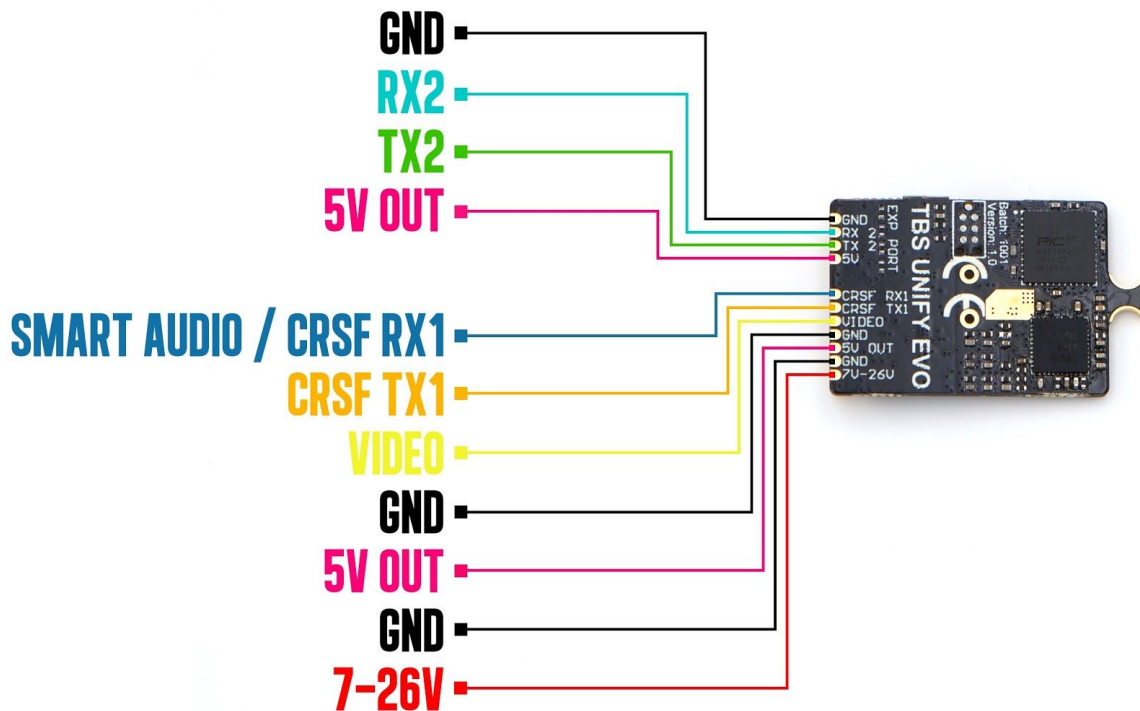 GND
RX2
TX2
5V OUT
SMART AUDIO / CRSF RX1
CRSF TX1
VIDEO
GND
5V OUT
GND
7-26V
GND
RX 2
TX 2
5V
EXP PORT
CRSF RX1
CRSF TX1
VIDEO
GND
5V OUT
GND
7V-26V
TBS UNIFY EVO
Batch: 1001
Version: 1.0
CE
PIC